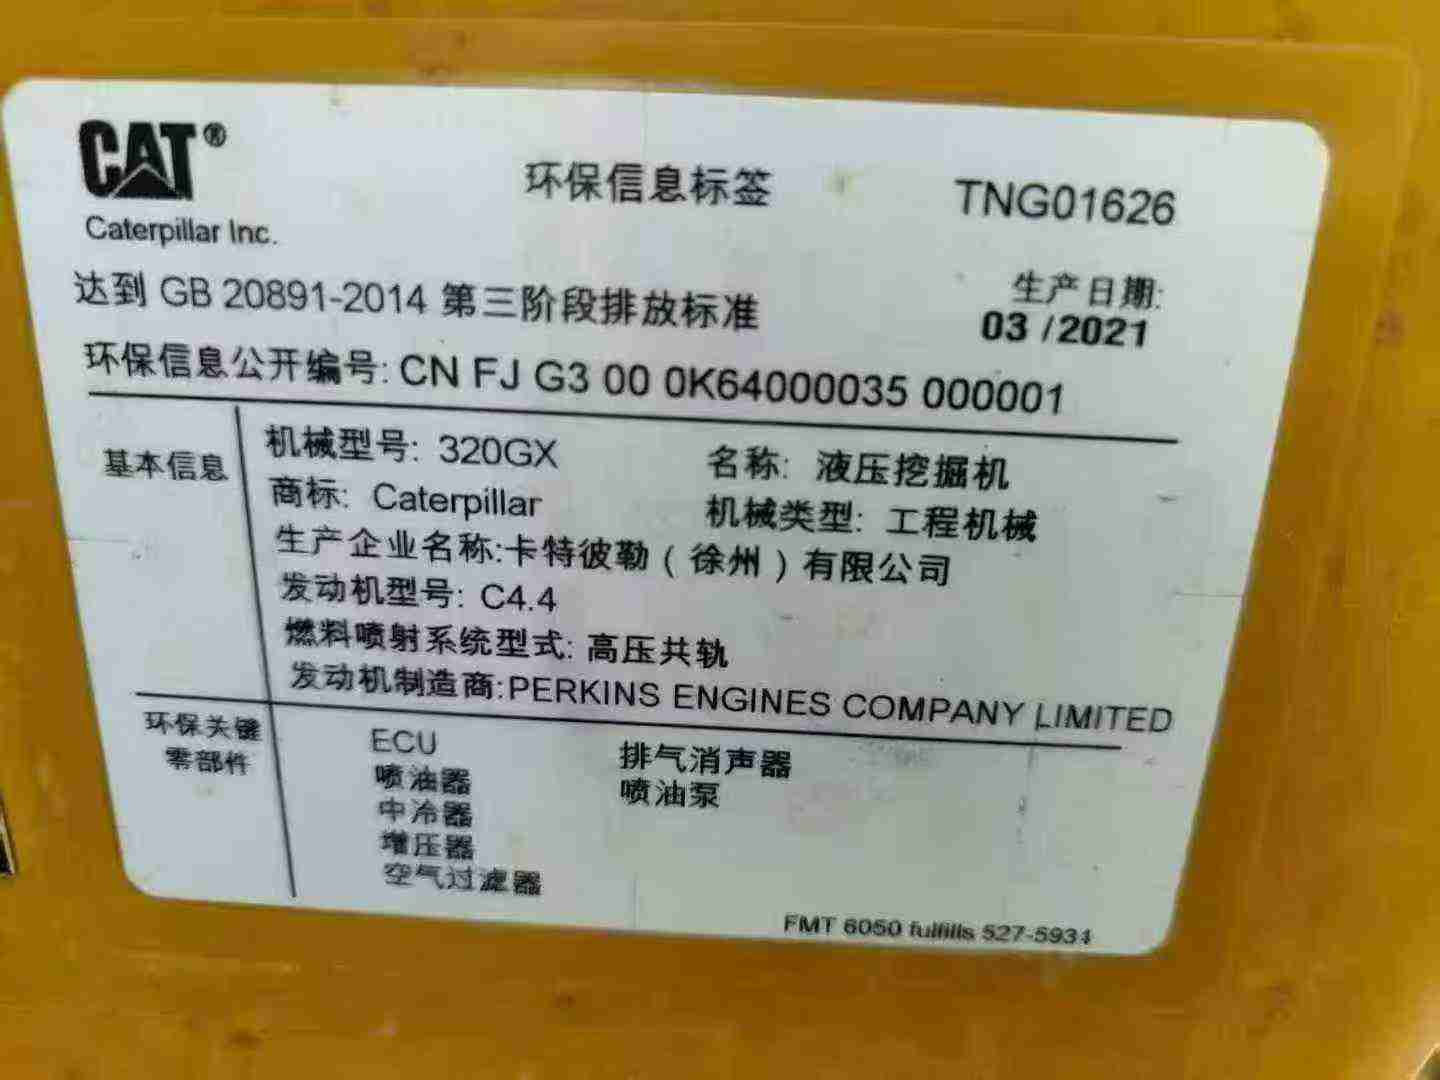 CAT®
Caterpillar Inc.
环保信息标签
TNG01626
达到 GB 20891-2014 第三阶段排放标准
生产日期:
03 /2021
环保信息公开编号: CN FJ G3 00 0K64000035 000001
基本信息
机械型号: 320GX
名称: 液压挖掘机
商标: Caterpillar
机械类型: 工程机械
生产企业名称:卡特彼勒（徐州）有限公司
发动机型号: C4.4
燃料喷射系统型式: 高压共轨
发动机制造商:PERKINS ENGINES COMPANY LIMITED
环保关键
零部件
ECU
排气消声器
喷油器
喷油泵
中冷器
增压器
空气过滤器
FMT 6050 fulfills 527-5934